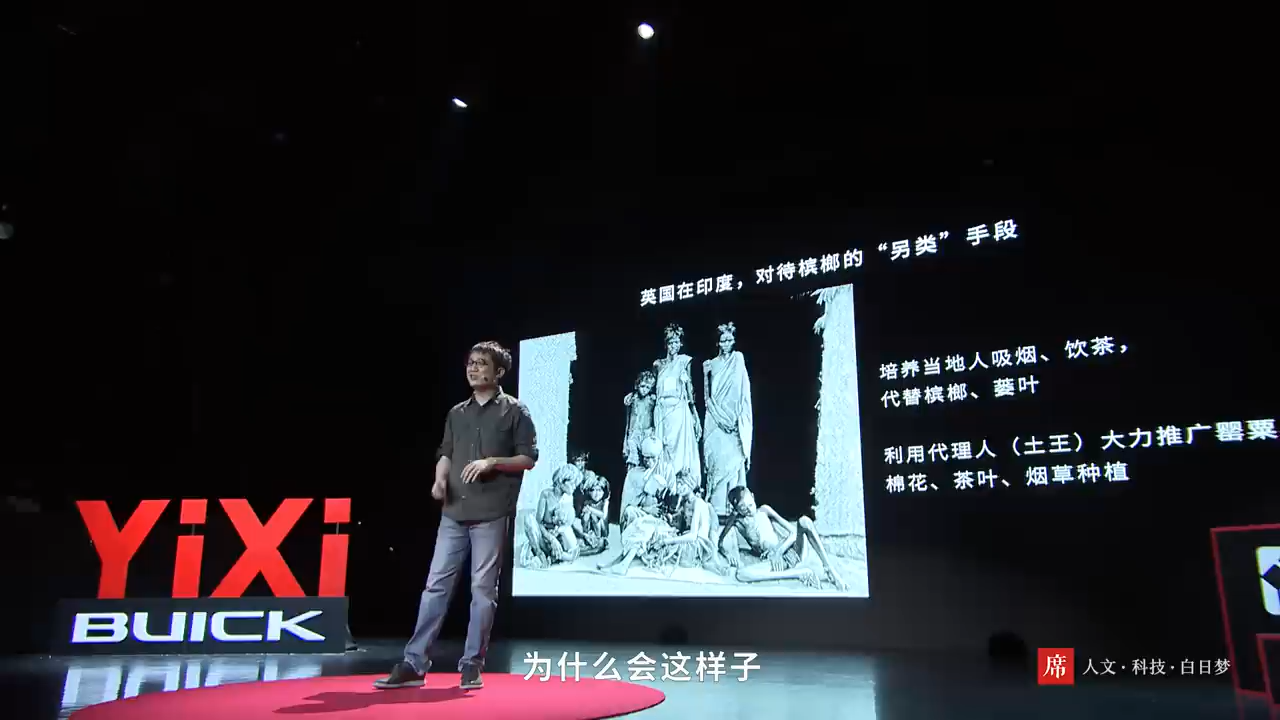 英国在印度，对待槟榔的“另类”手段
培养当地人吸烟、饮茶，
代替槟榔、蒌叶
利用代理人（土王）大力推广罂粟
棉花、茶叶、烟草种植
YiXi
BUICK
为什么会这样子
席 人文·科技·白日梦